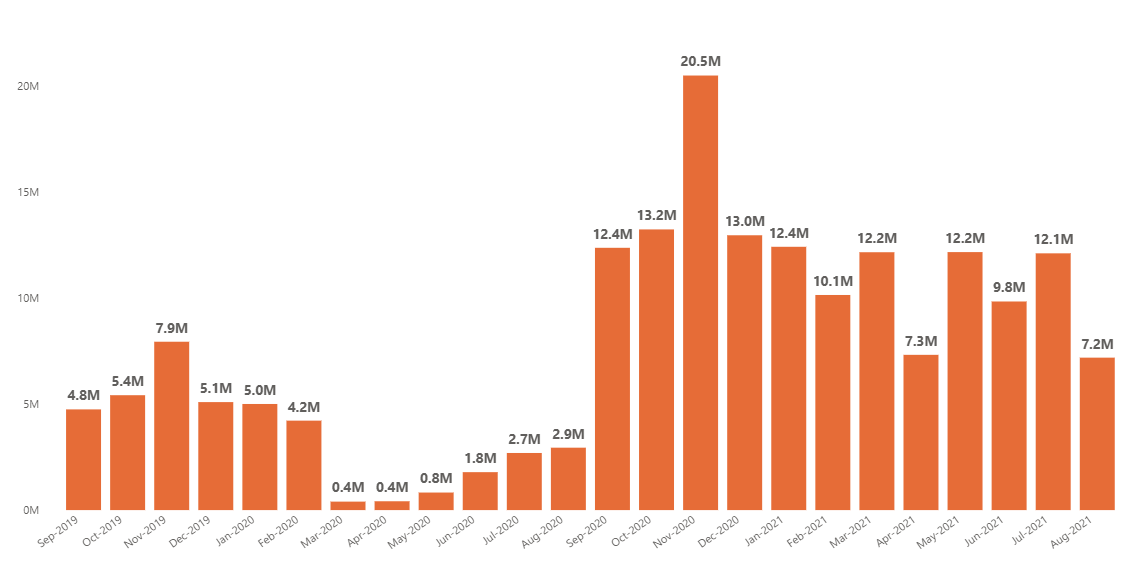 20M
15M
10M
5M
0M
4.8M
5.4M
7.9M
5.1M
5.0M
4.2M
0.4M
0.4M
0.8M
1.8M
2.7M
2.9M
12.4M
13.2M
20.5M
13.0M
12.4M
10.1M
12.2M
7.3M
12.2M
9.8M
12.1M
7.2M
Sep-2019
Oct-2019
Nov-2019
Dec-2019
Jan-2020
Feb-2020
Mar-2020
Apr-2020
May-2020
Jun-2020
Jul-2020
Aug-2020
Sep-2020
Oct-2020
Nov-2020
Dec-2020
Jan-2021
Feb-2021
Mar-2021
Apr-2021
May-2021
Jun-2021
Jul-2021
Aug-2021